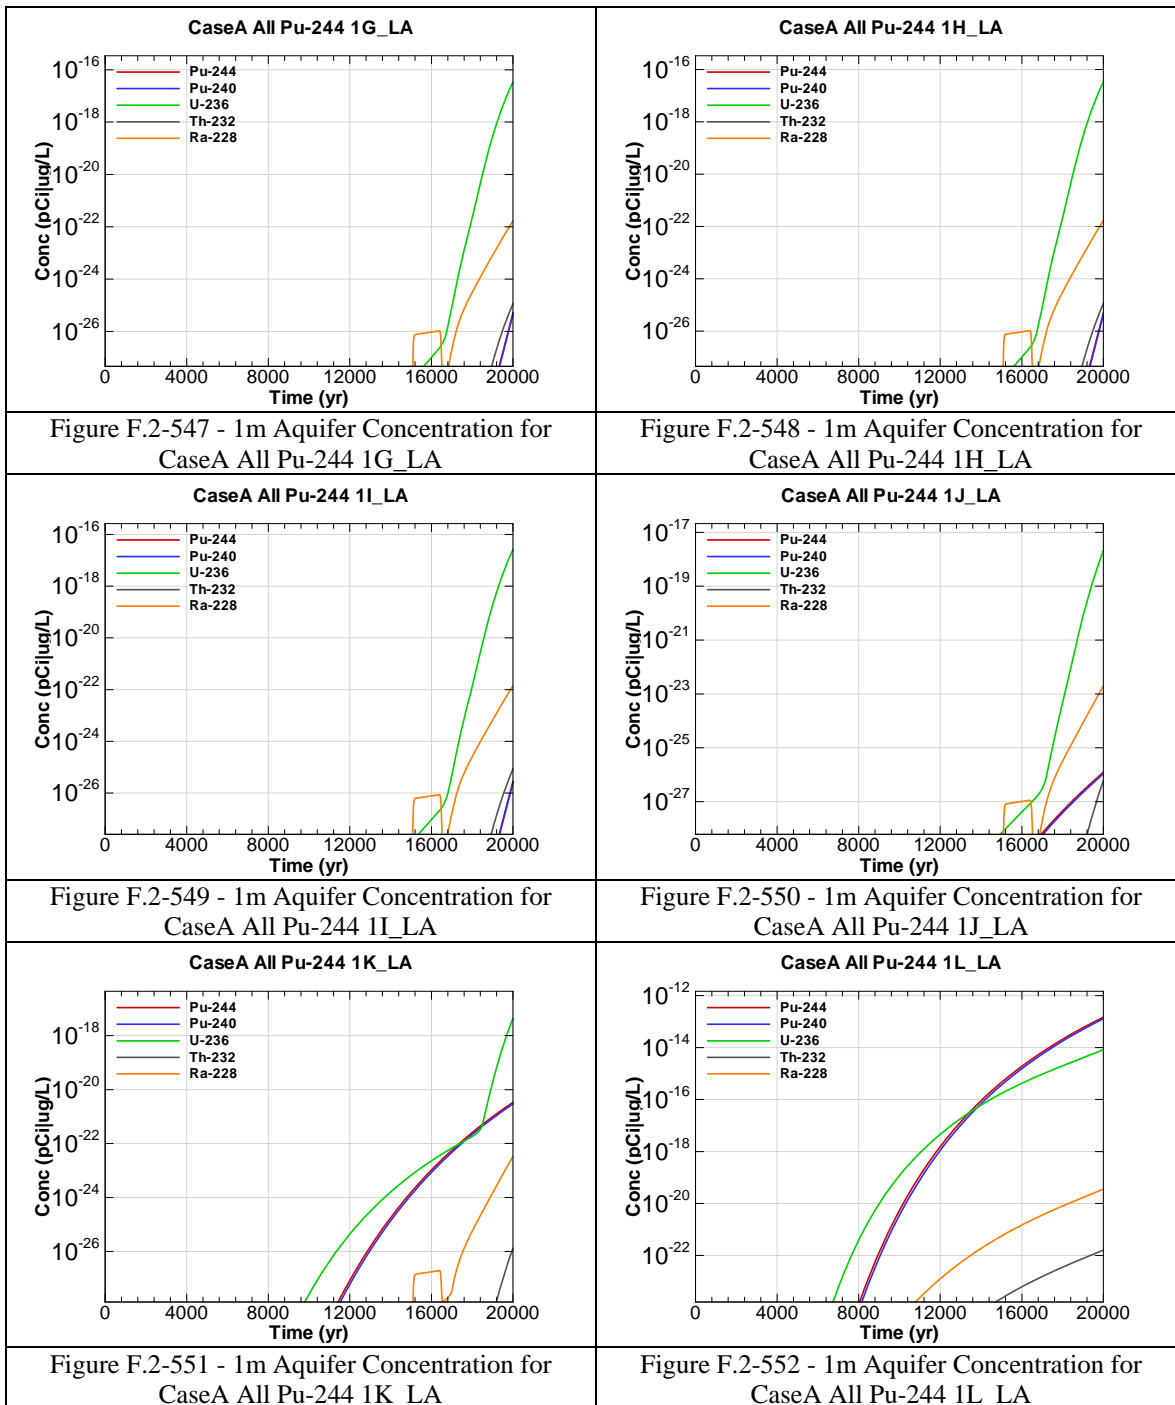 CaseA All Pu-244 1G_LA
Conc (pCi|ug/L)
10-16
10-18
10-20
10-22
10-24
10-26
Pu-244
Pu-240
U-236
Th-232
Ra-228
0 4000 8000 12000 16000 20000
Time (yr)
Figure F.2-547 - 1m Aquifer Concentration for
CaseA All Pu-244 1G_LA
CaseA All Pu-244 1H_LA
Conc (pCi|ug/L)
10-16
10-18
10-20
10-22
10-24
10-26
Pu-244
Pu-240
U-236
Th-232
Ra-228
0 4000 8000 12000 16000 20000
Time (yr)
Figure F.2-548 - 1m Aquifer Concentration for
CaseA All Pu-244 1H_LA
CaseA All Pu-244 1I_LA
Conc (pCi|ug/L)
10-16
10-18
10-20
10-22
10-24
10-26
Pu-244
Pu-240
U-236
Th-232
Ra-228
0 4000 8000 12000 16000 20000
Time (yr)
Figure F.2-549 - 1m Aquifer Concentration for
CaseA All Pu-244 1I_LA
CaseA All Pu-244 1J_LA
Conc (pCi|ug/L)
10-17
10-19
10-21
10-23
10-25
10-27
Pu-244
Pu-240
U-236
Th-232
Ra-228
0 4000 8000 12000 16000 20000
Time (yr)
Figure F.2-550 - 1m Aquifer Concentration for
CaseA All Pu-244 1J_LA
CaseA All Pu-244 1K_LA
Conc (pCi|ug/L)
10-18
10-20
10-22
10-24
10-26
Pu-244
Pu-240
U-236
Th-232
Ra-228
0 4000 8000 12000 16000 20000
Time (yr)
Figure F.2-551 - 1m Aquifer Concentration for
CaseA All Pu-244 1K_LA
CaseA All Pu-244 1L_LA
Conc (pCi|ug/L)
10-12
10-14
10-16
10-18
10-20
10-22
Pu-244
Pu-240
U-236
Th-232
Ra-228
0 4000 8000 12000 16000 20000
Time (yr)
Figure F.2-552 - 1m Aquifer Concentration for
CaseA All Pu-244 1L_LA